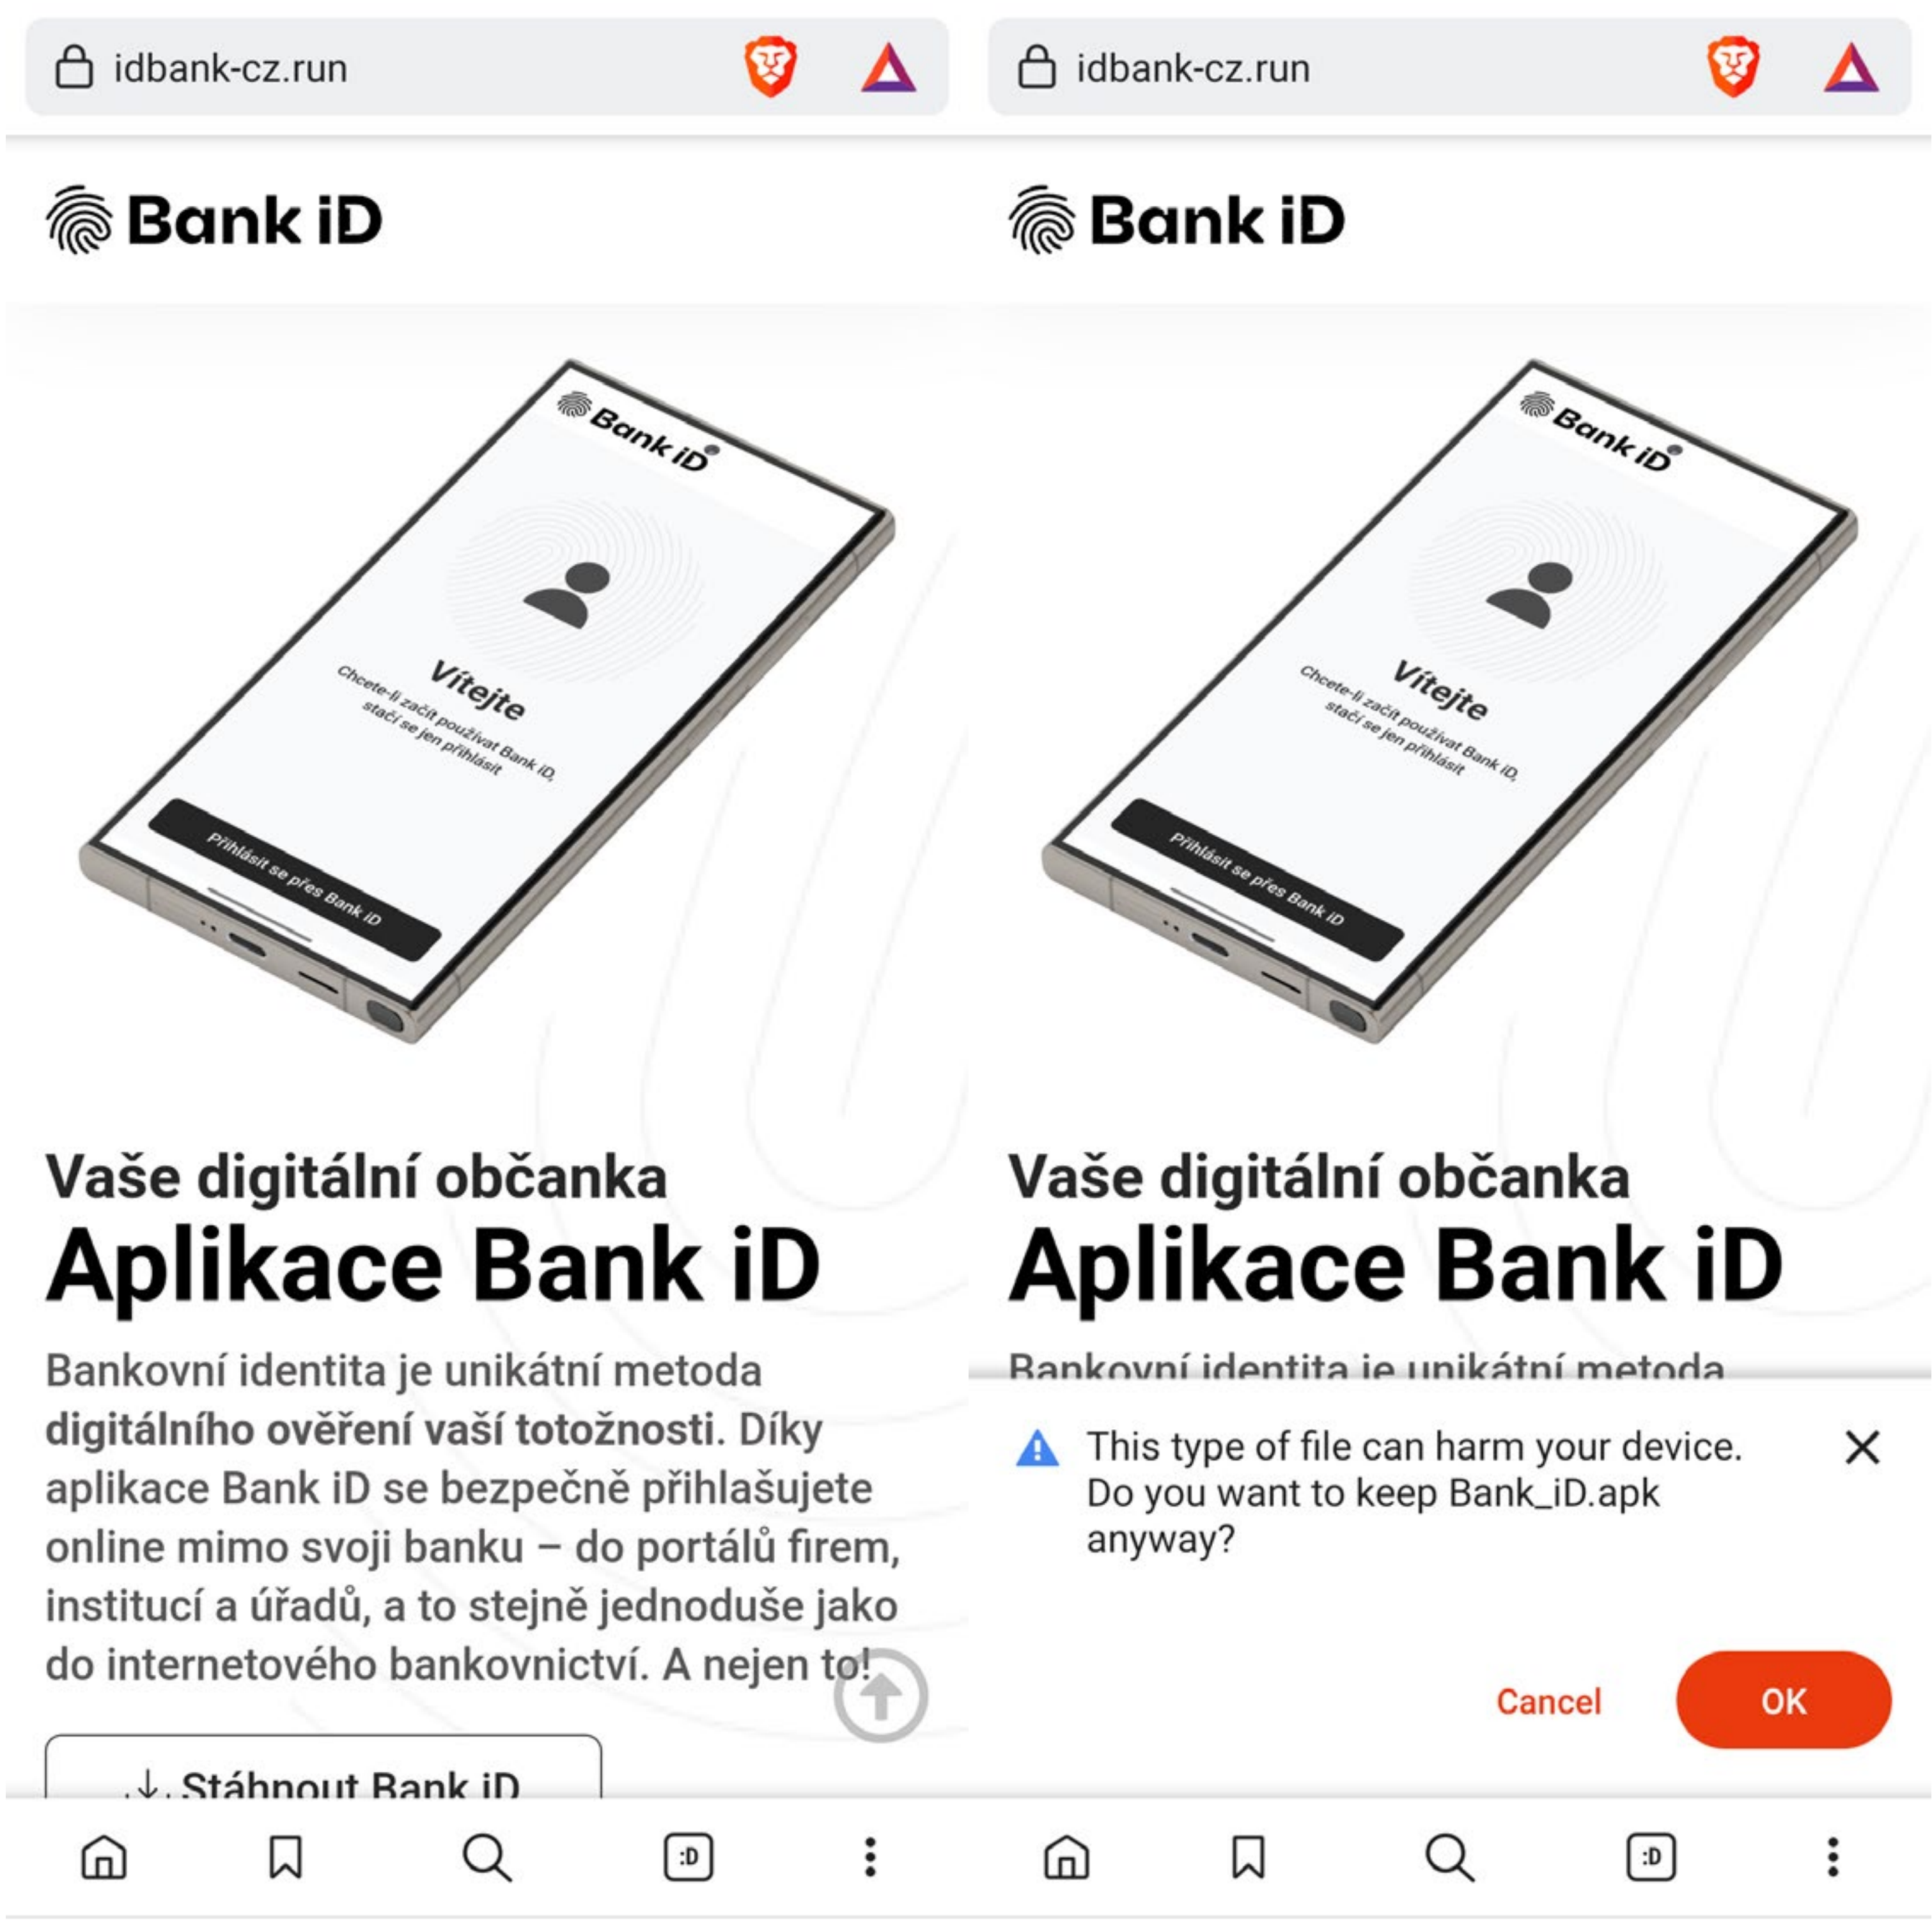 idbank-cz.run
Bank iD
Bank iD
Vítejte
Chcete-li začít používat Bank iD,
stačí se jen přihlásit
Přihlásit se přes Bank iD
Vaše digitální občanka
Aplikace Bank iD
Bankovní identita je unikátní metoda
digitálního ověření vaší totožnosti. Díky
aplikace Bank iD se bezpečně přihlašujete
online mimo svoji banku – do portálů firem,
institucí a úřadů, a to stejně jednoduše jako
do internetového bankovnictví. A nejen to!
Stáhnout Bank iD
:D
idbank-cz.run
Bank iD
Bank iD
Vítejte
Chcete-li začít používat Bank iD,
stačí se jen přihlásit
Přihlásit se přes Bank iD
Vaše digitální občanka
Aplikace Bank iD
Bankovní identita je unikátní metoda
This type of file can harm your device.
Do you want to keep Bank_iD.apk
anyway?
Cancel
OK
:D